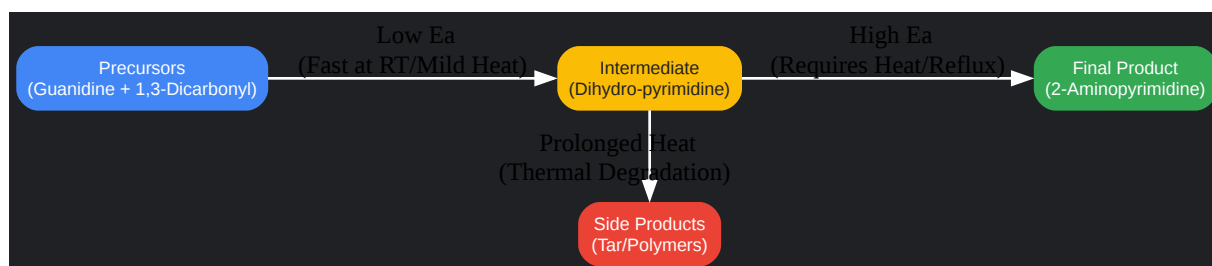 Precursors
(Guanidine + 1,3-Dicarbonyl)
Low Ea
(Fast at RT/Mild Heat)
Intermediate
(Dihydro-pyrimidine)
High Ea
(Requires Heat/Reflux)
Final Product
(2-Aminopyrimidine)
Prolonged Heat
(Thermal Degradation)
Side Products
(Tar/Polymers)